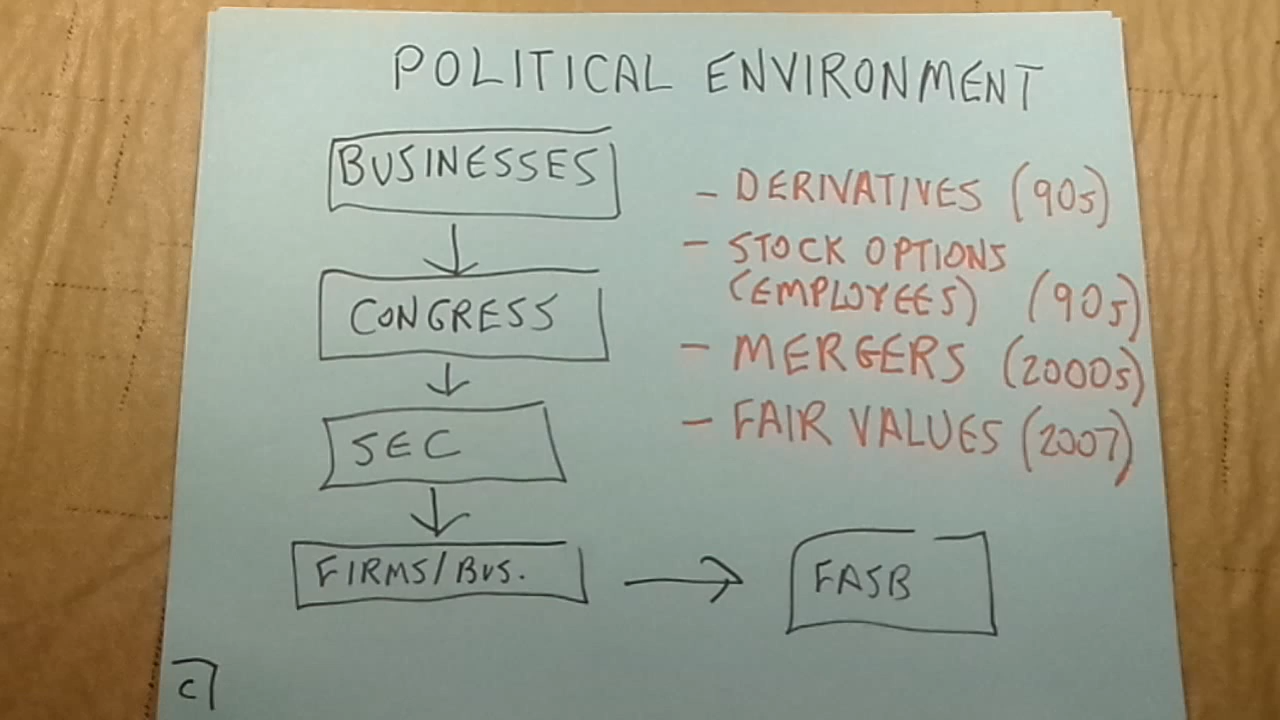 POLITICAL ENVIRONMENT
BUSINESSES
CONGRESS
SEC
FIRMS/BUS.
FASB
- DERIVATIVES (90s)
- STOCK OPTIONS
(EMPLOYEES) (90s)
- MERGERS (2000s)
- FAIR VALUES (2007)
c